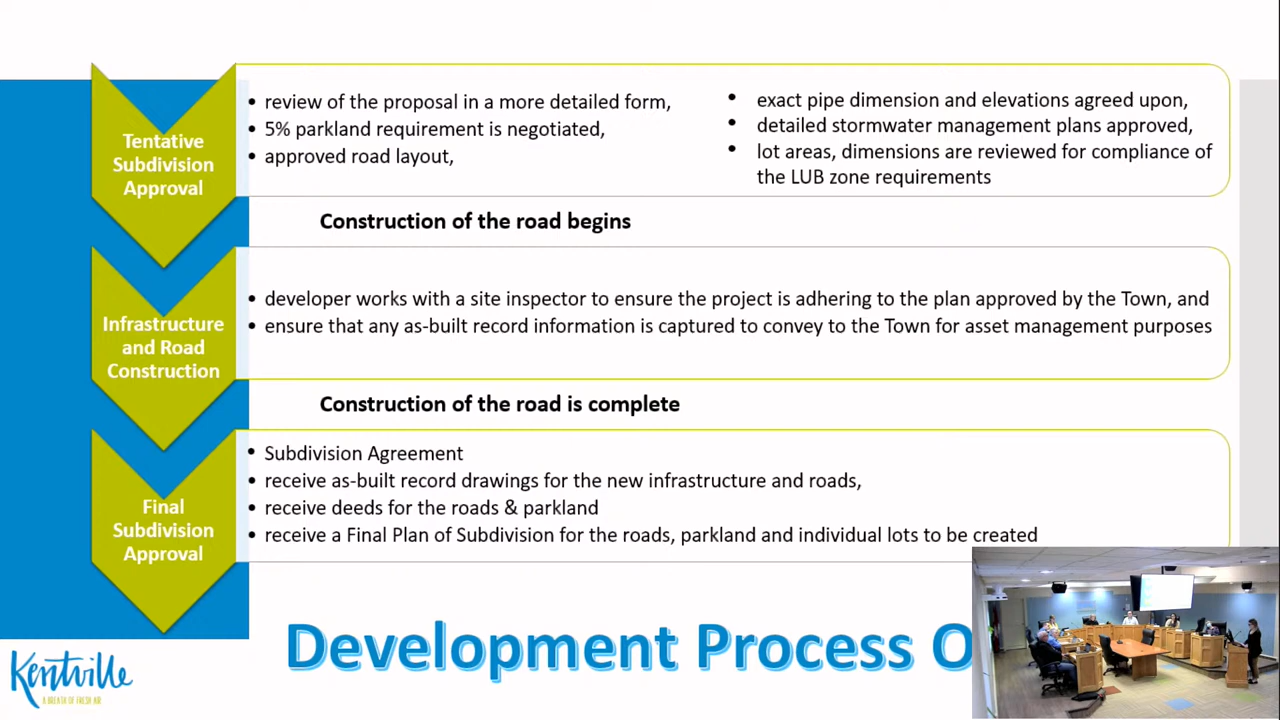 Tentative
Subdivision
Approval
• review of the proposal in a more detailed form,
• 5% parkland requirement is negotiated,
• approved road layout,
• exact pipe dimension and elevations agreed upon,
• detailed stormwater management plans approved,
• lot areas, dimensions are reviewed for compliance of
the LUB zone requirements
Construction of the road begins
Infrastructure
and Road
Construction
• developer works with a site inspector to ensure the project is adhering to the plan approved by the Town, and
• ensure that any as-built record information is captured to convey to the Town for asset management purposes
Construction of the road is complete
Final
Subdivision
Approval
• Subdivision Agreement
• receive as-built record drawings for the new infrastructure and roads,
• receive deeds for the roads & parkland
• receive a Final Plan of Subdivision for the roads, parkland and individual lots to be created
Development Process O
Kentville
A BREATH OF FRESH AIR